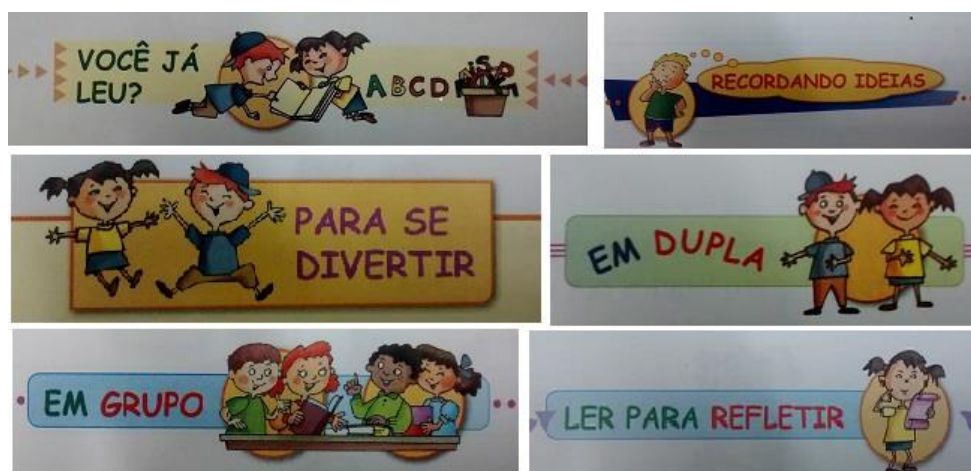 VOCÊ JÁ
LEU?
ABCD
RECORDANDO IDEIAS
PARA SE
DIVERTIR
EM DUPLA
EM GRUPO
LER PARA REFLETIR